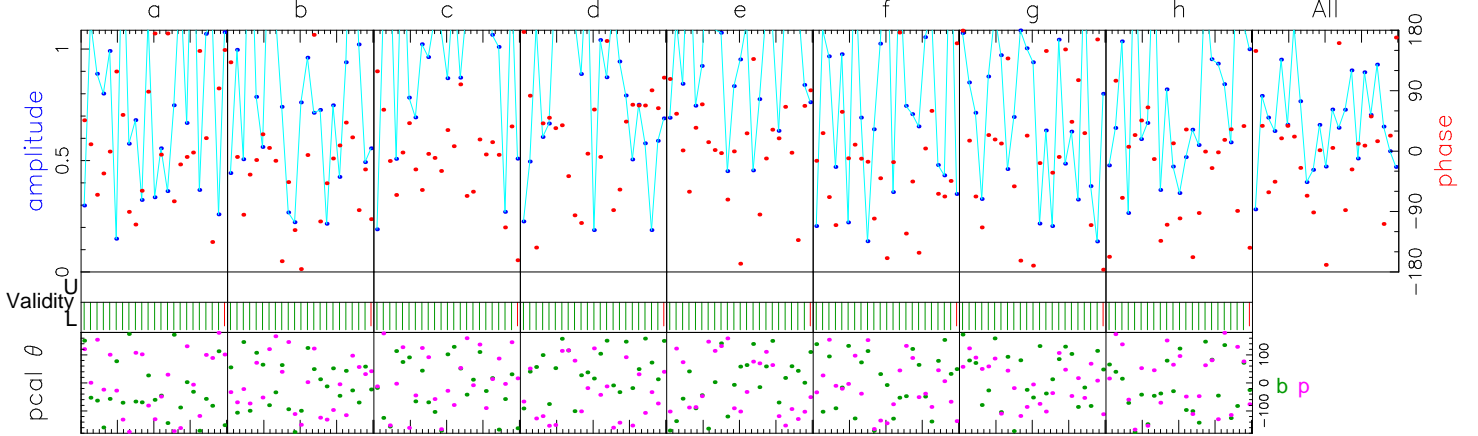 a b c d e f g h All
1
0.5
0
amplitude
180
90
0
−90
−180
phase
U
Validity
L
pcal θ
100
0
−100
b p